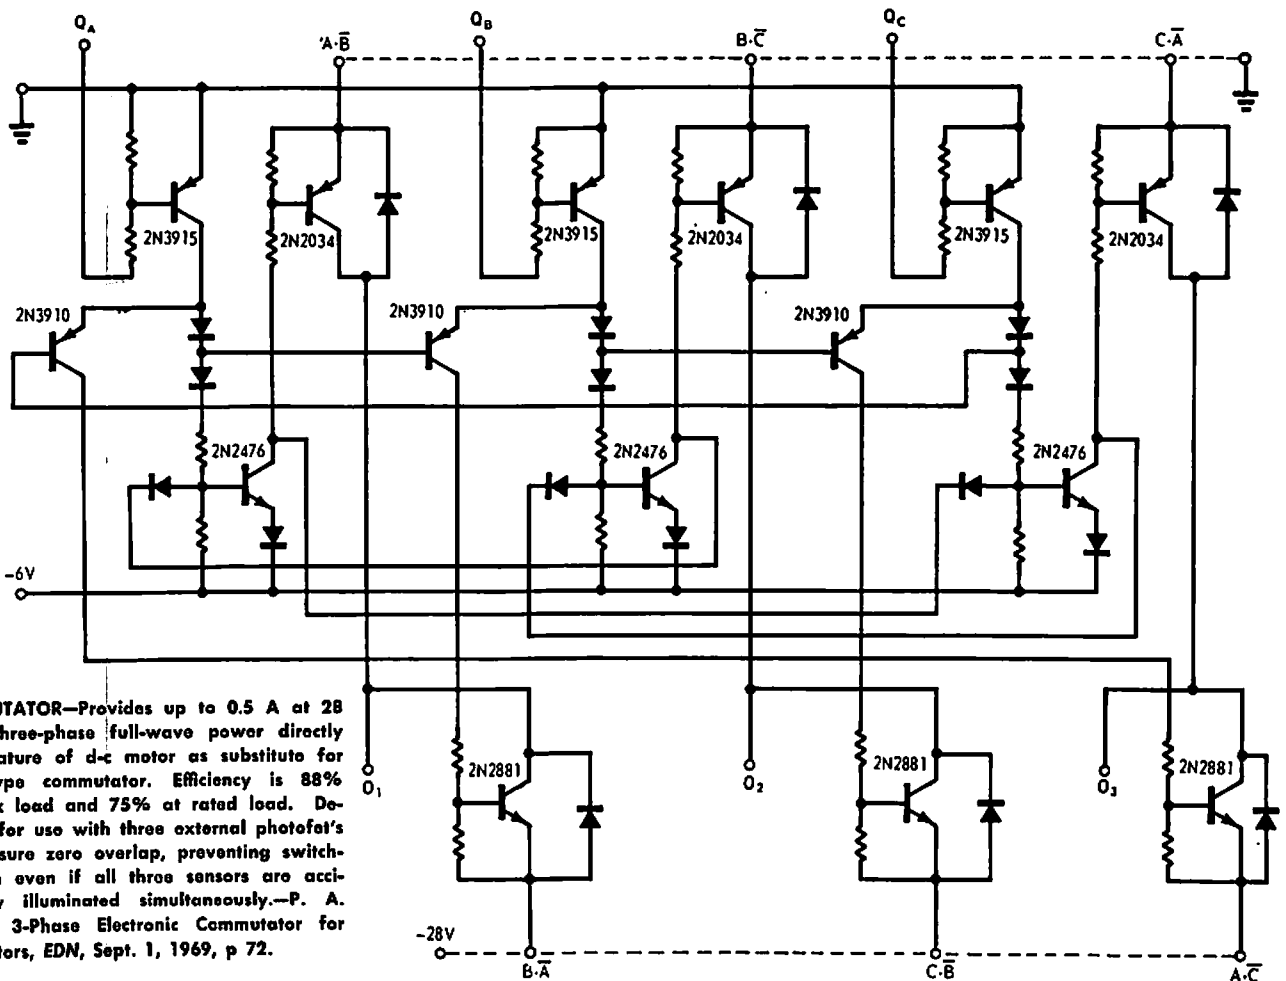 Q_A
'A·B̅
Q_B
B·C̅
Q_C
C·A̅
2N3915
2N2034
2N3915
2N2034
2N3915
2N2034
2N3910
2N3910
2N3910
2N2476
2N2476
2N2476
-6V
UTATOR—Provides up to 0.5 A at 28
hree-phase full-wave power directly
ature of d-c motor as substitute for
ype commutator. Efficiency is 88%
load and 75% at rated load. De-
for use with three external photofet's
sure zero overlap, preventing switch-
even if all three sensors are acci-
illuminated simultaneously.—P. A.
3-Phase Electronic Commutator for
tors, EDN, Sept. 1, 1969, p 72.
O₁
2N2881
O₂
2N2881
O₃
2N2881
-28V
B·A̅
C·B̅
A·C̅